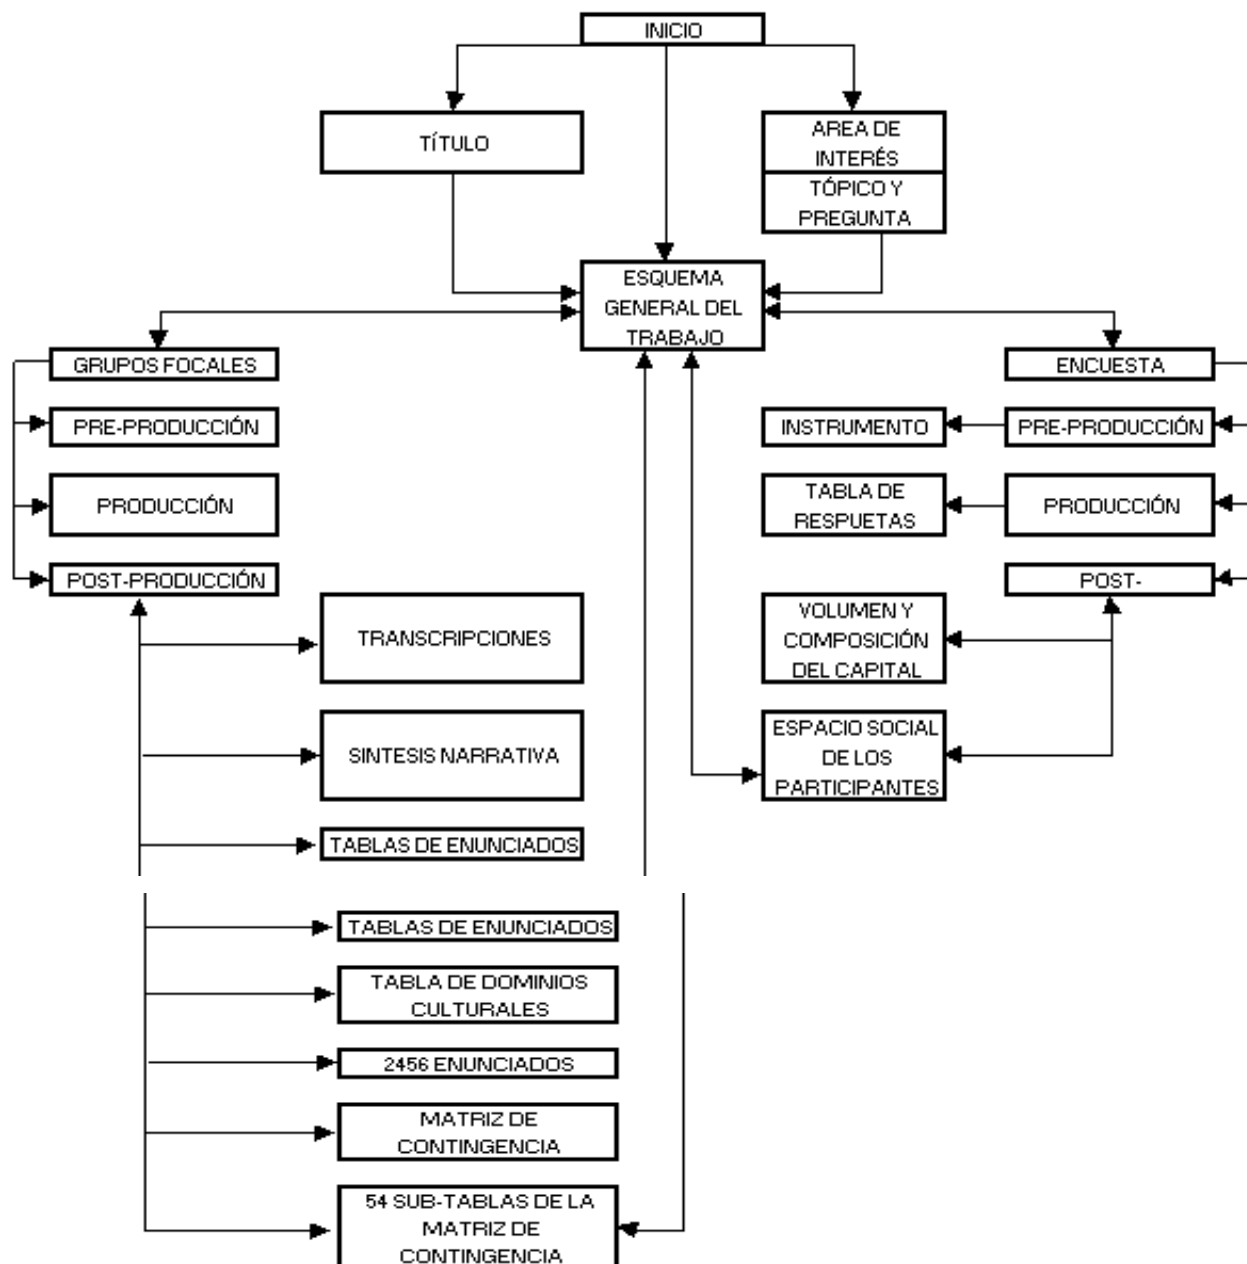 INICIO
TÍTULO
AREA DE
INTERÉS
TÓPICO Y
PREGUNTA
ESQUEMA
GENERAL DEL
TRABAJO
GRUPOS FOCALES
ENCUESTA
PRE-PRODUCCIÓN
INSTRUMENTO
PRE-PRODUCCIÓN
PRODUCCIÓN
TABLA DE
RESPUETAS
PRODUCCIÓN
POST-PRODUCCIÓN
POST-
TRANSCRIPCIONES
VOLUMEN Y
COMPOSICIÓN
DEL CAPITAL
SINTESIS NARRATIVA
ESPACIO SOCIAL
DE LOS
PARTICIPANTES
TABLAS DE ENUNCIADOS
TABLAS DE ENUNCIADOS
TABLA DE DOMINIOS
CULTURALES
2456 ENUNCIADOS
MATRIZ DE
CONTINGENCIA
54 SUB-TABLAS DE LA
MATRIZ DE
CONTINGENCIA